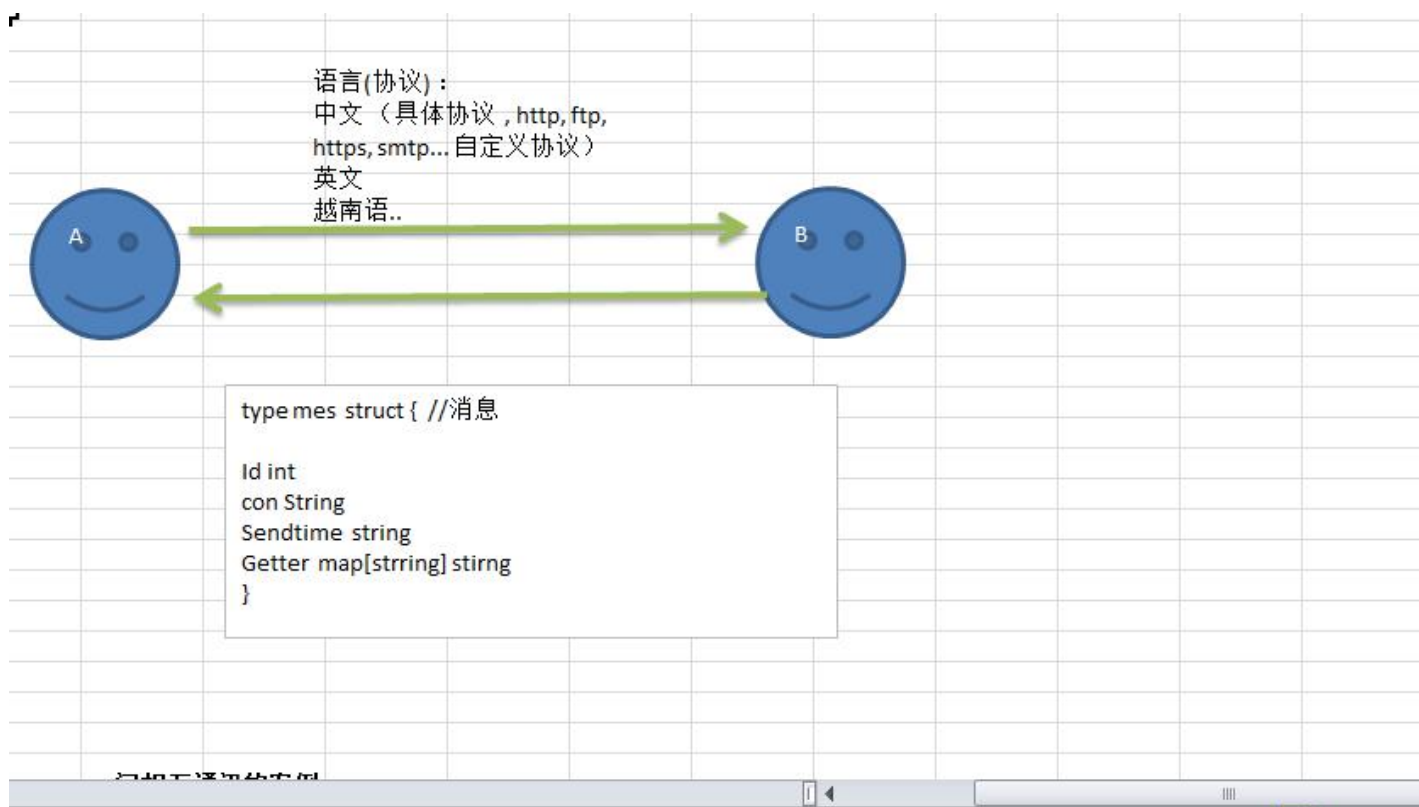 语言(协议)：
中文 （具体协议 , http, ftp,
https, smtp... 自定义协议）
英文
越南语..
A
B
type mes struct { //消息
Id int
con String
Sendtime string
Getter map[strring] stirng
}